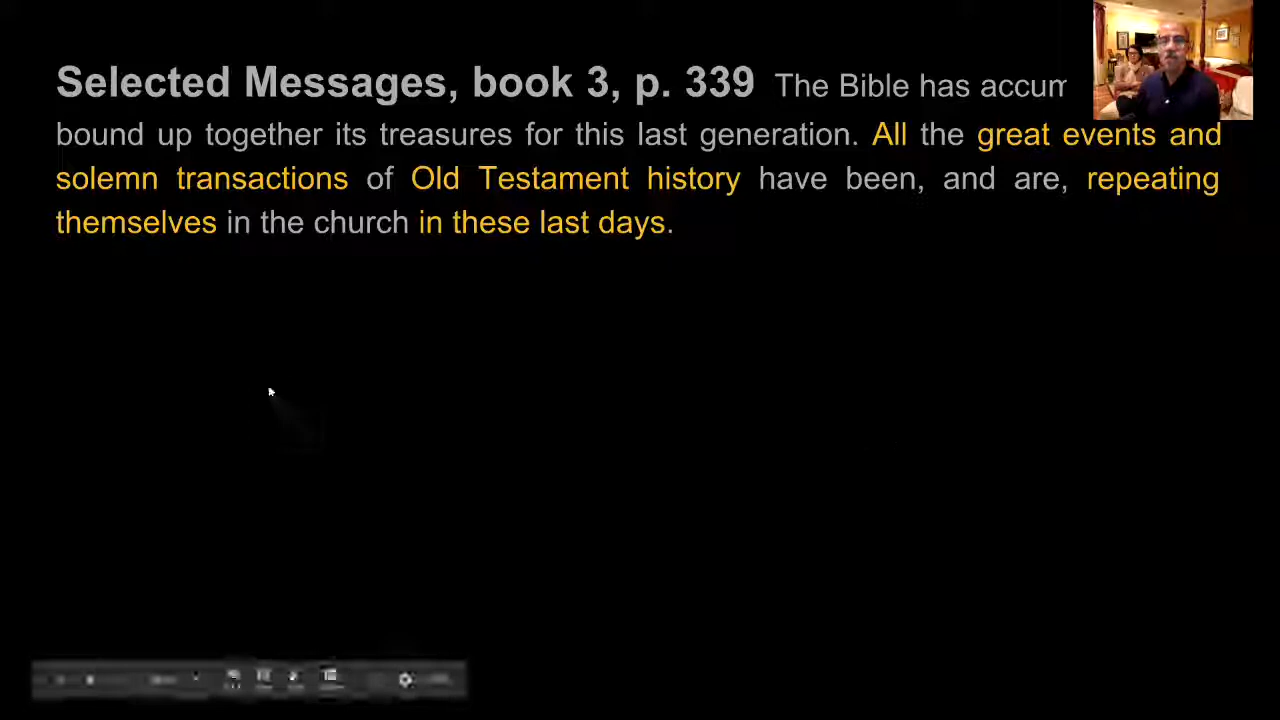 Selected Messages, book 3, p. 339 The Bible has accum
bound up together its treasures for this last generation. All the great events and
solemn transactions of Old Testament history have been, and are, repeating
themselves in the church in these last days.